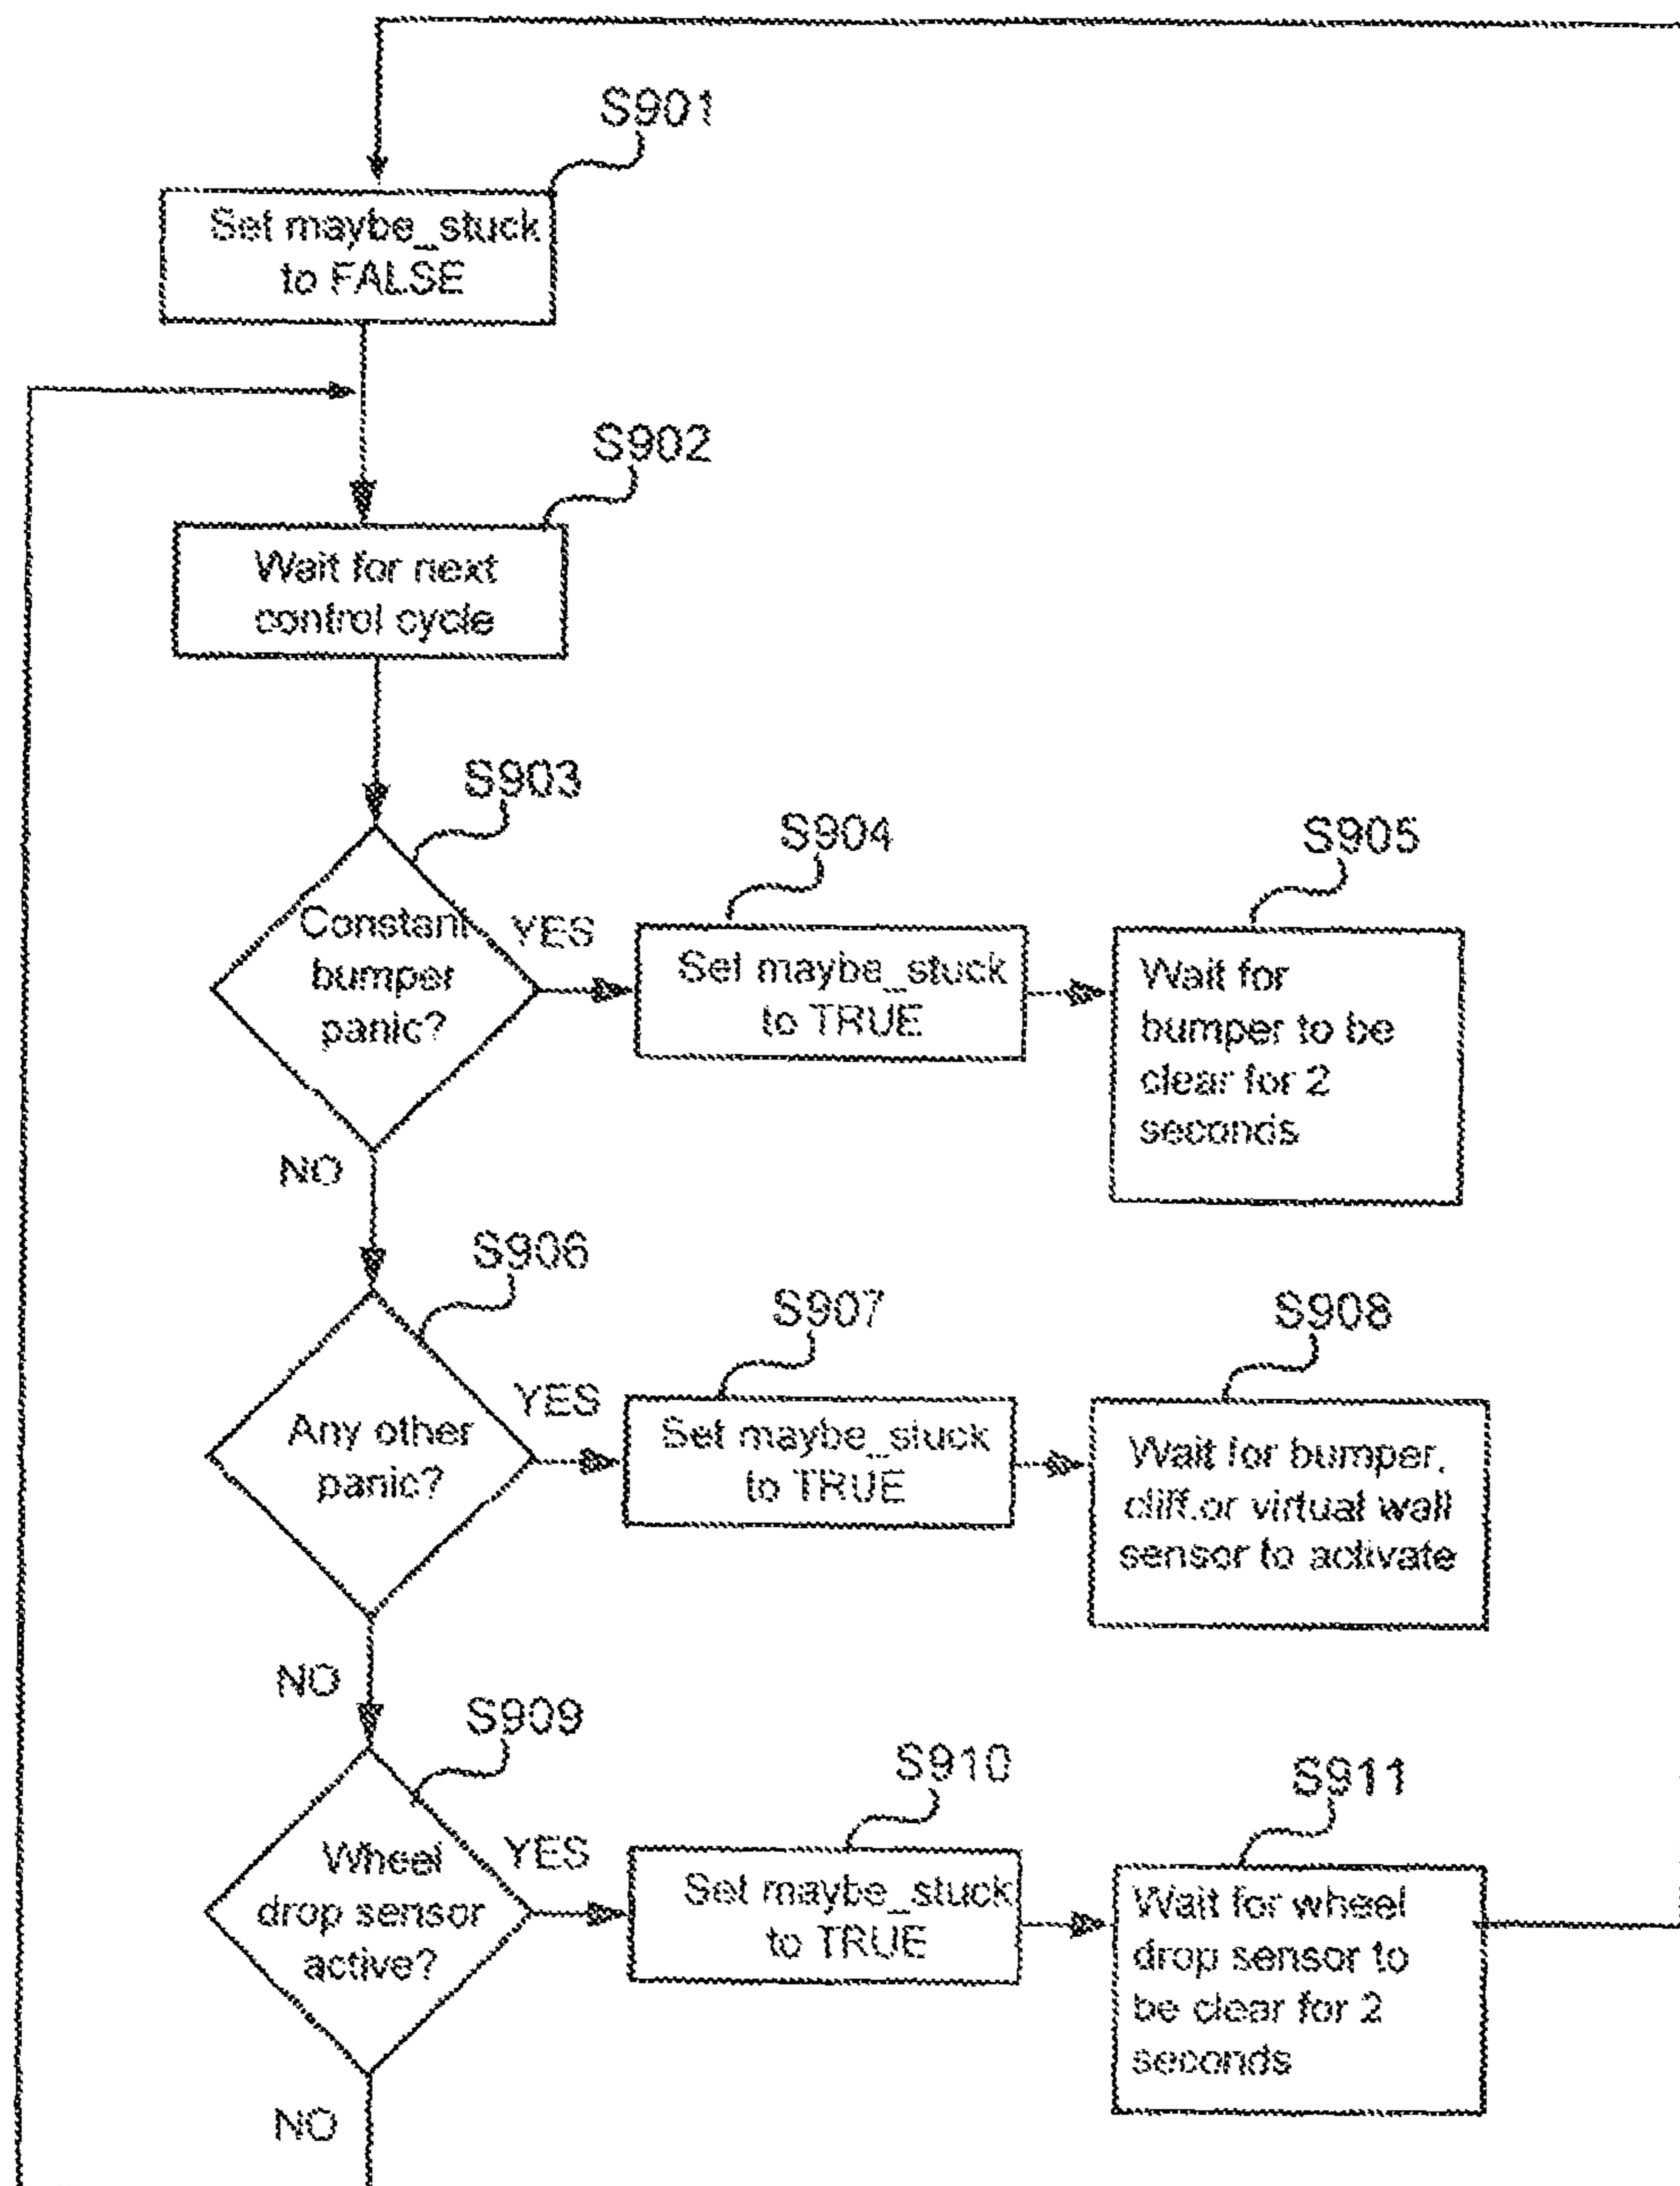 S901
Set maybe_stuck
to FALSE
S902
Wait for next
control cycle
S903
Constant
bumper
panic?
YES
NO
S904
Set maybe_stuck
to TRUE
S905
Wait for
bumper to be
clear for 2
seconds
S906
Any other
panic?
YES
NO
S907
Set maybe_stuck
to TRUE
S908
Wait for bumper,
cliff.or virtual wall
sensor to activate
S909
Wheel
drop sensor
active?
YES
NO
S910
Set maybe_stuck
to TRUE
S911
Wait for wheel
drop sensor to
be clear for 2
seconds